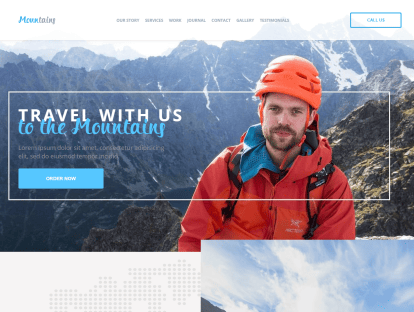 Mountains
OUR STORY SERVICES WORK JOURNAL CONTACT GALLERY TESTIMONIALS
CALL US
TRAVEL WITH US
to the Mountains
Lorem ipsum dolor sit amet, consectetur adipiscing
elit, sed do eiusmod tempor modi
ORDER NOW